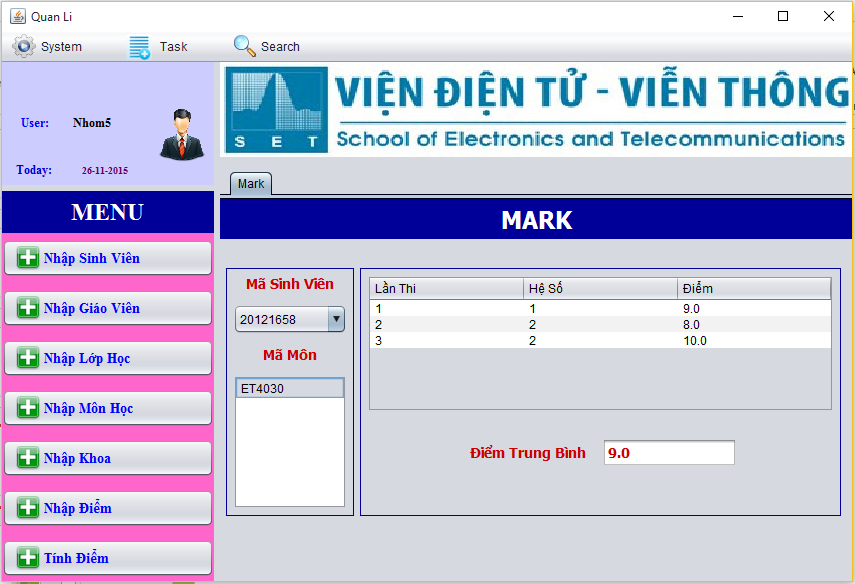 Quan Li
System Task Search
User: Nhom5
Today: 26-11-2015
MENU
Nhập Sinh Viên
Nhập Giáo Viên
Nhập Lớp Học
Nhập Môn Học
Nhập Khoa
Nhập Điểm
Tính Điểm
S E T
VIỆN ĐIỆN TỬ - VIỄN THÔNG
School of Electronics and Telecommunications
Mark
MARK
Mã Sinh Viên
20121658
Mã Môn
ET4030
Lần Thi Hệ Số Điểm
1 1 9.0
2 2 8.0
3 2 10.0
Điểm Trung Bình 9.0